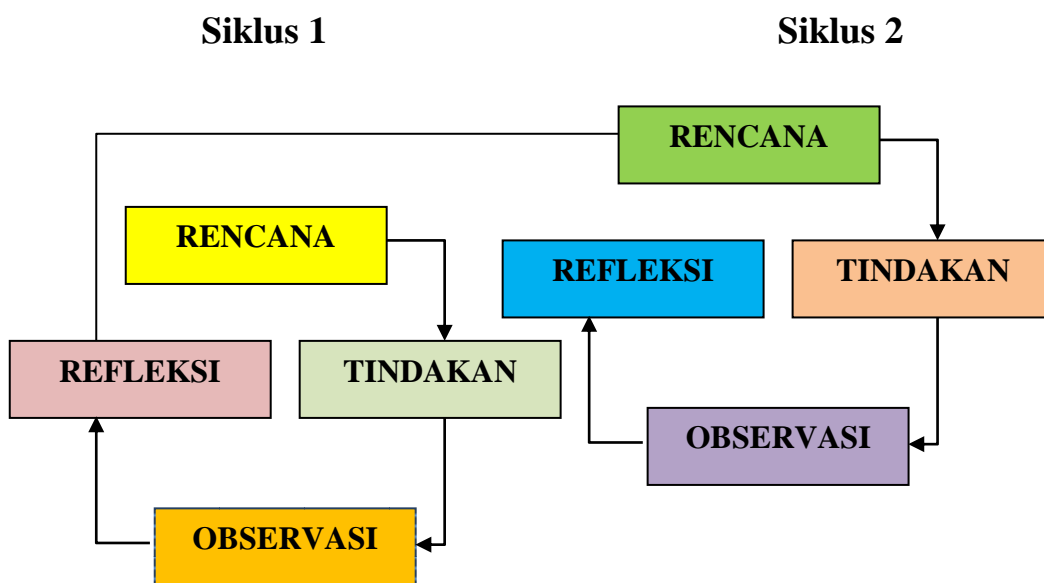 Siklus 1
Siklus 2
RENCANA
RENCANA
REFLEKSI
TINDAKAN
REFLEKSI
TINDAKAN
OBSERVASI
OBSERVASI